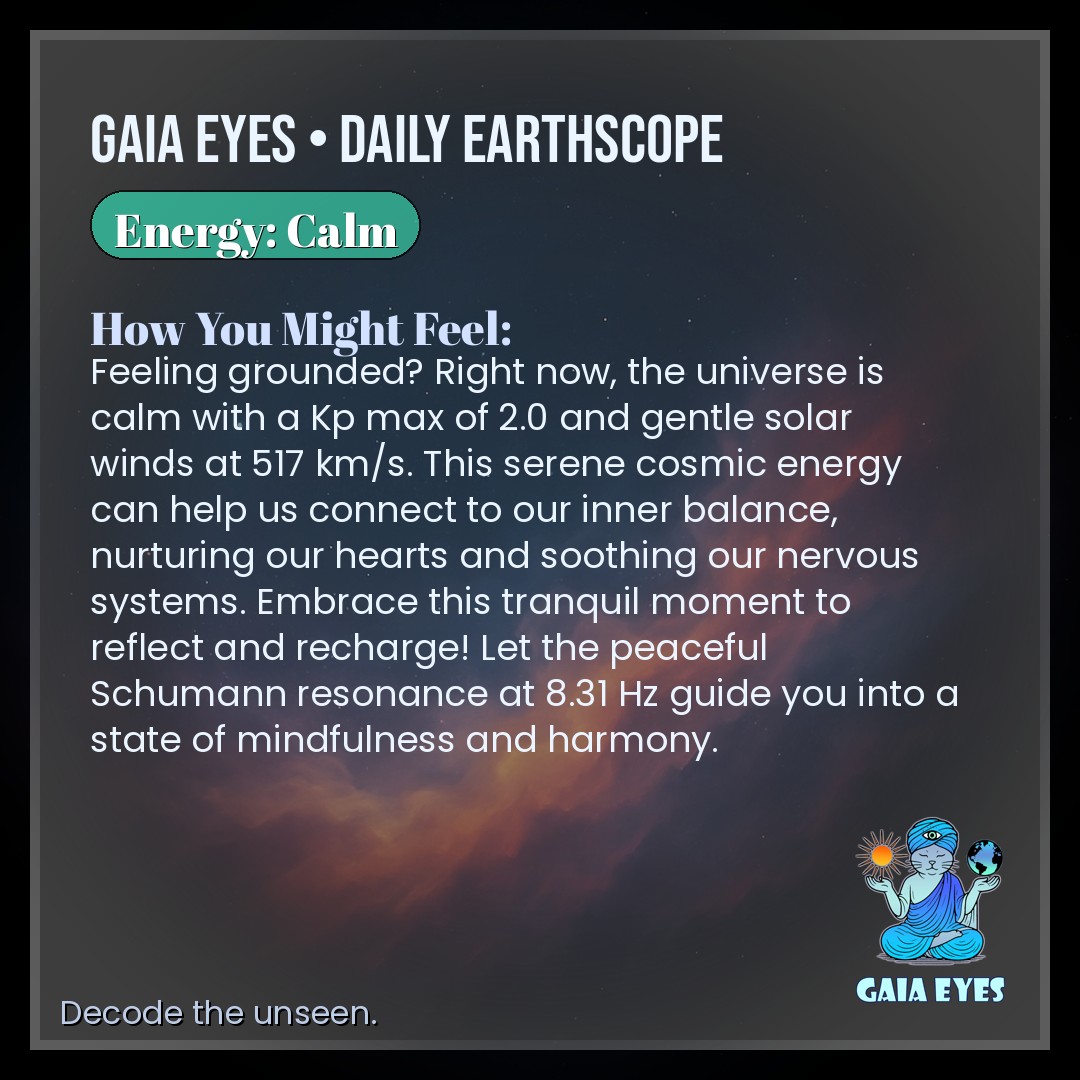 GAIA EYES • DAILY EARTHSCOPE
Energy: Calm
How You Might Feel:
Feeling grounded? Right now, the universe is
calm with a Kp max of 2.0 and gentle solar
winds at 517 km/s. This serene cosmic energy
can help us connect to our inner balance,
nurturing our hearts and soothing our nervous
systems. Embrace this tranquil moment to
reflect and recharge! Let the peaceful
Schumann resonance at 8.31 Hz guide you into a
state of mindfulness and harmony.
GAIA EYES
Decode the unseen.